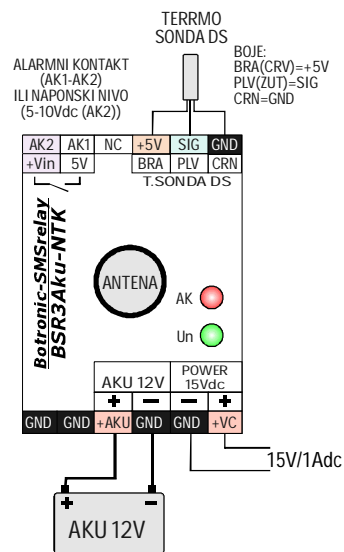 TERRMO
SONDA DS
BOJE:
BRA(CRV)=+5V
PLV(ZUT)=SIG
CRN=GND
ALARMNI KONTAKT
(AK1-AK2)
ILI NAPONSKI NIVO
(5-10Vdc (AK2))
AK2 AK1 NC +5V SIG GND
+Vin 5V BRA PLV CRN
T.SONDA DS
Botronic-SMSrelay
BSR3Aku-NTK
ANTENA
AK
Un
AKU 12V
POWER
15Vdc
+ − − +
GND GND +AKU GND GND +VC
15V/1Adc
+ −
AKU 12V